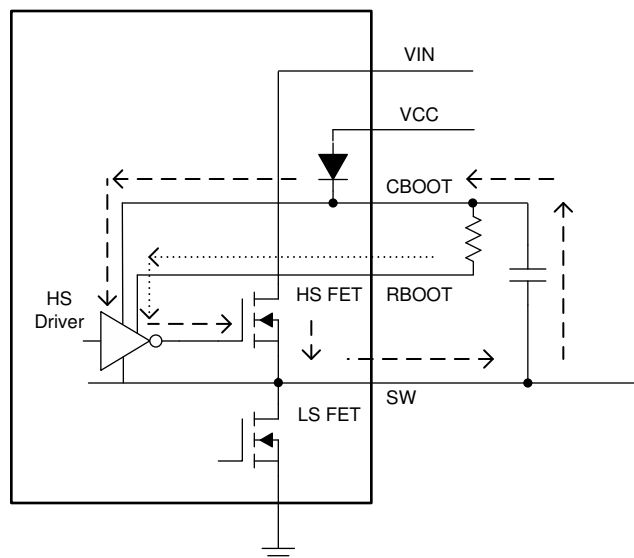 VIN
VCC
CBOOT
HS FET
RBOOT
HS
Driver
SW
LS FET